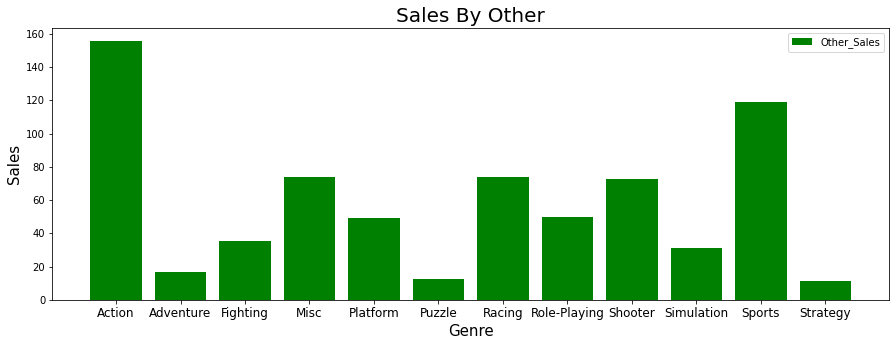 Sales By Other
Other_Sales
Sales
160
140
120
100
80
60
40
20
0
Action Adventure Fighting Misc Platform Puzzle Racing Role-Playing Shooter Simulation Sports Strategy
Genre